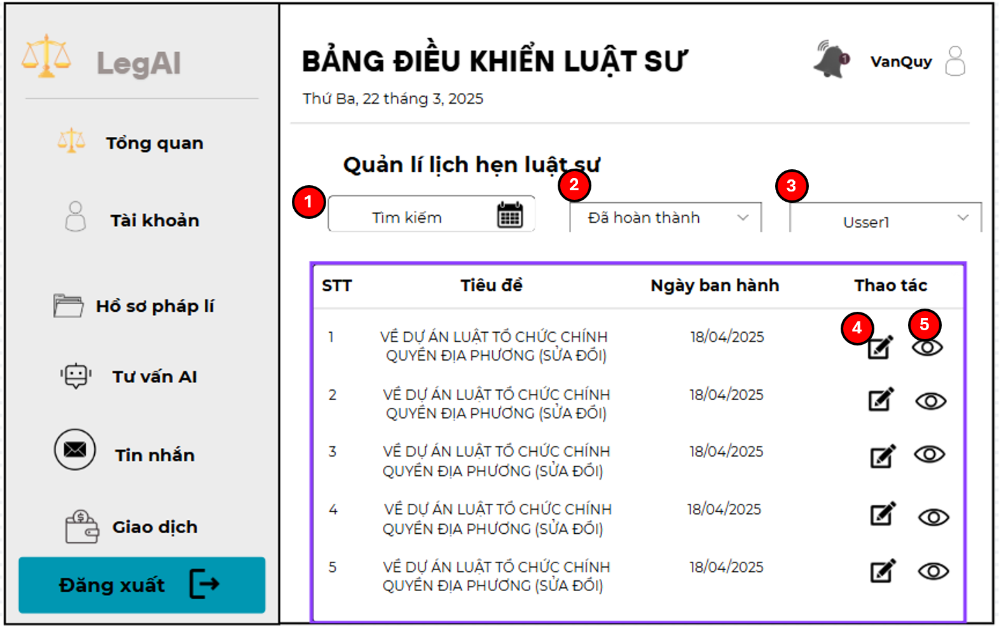 LegAI
Tổng quan
Tài khoản
Hồ sơ pháp lí
Tư vấn AI
Tin nhắn
Giao dịch
Đăng xuất
BẢNG ĐIỀU KHIỂN LUẬT SƯ
1
VanQuy
Thứ Ba, 22 tháng 3, 2025
Quản lí lịch hẹn luật sư
1
Tìm kiếm
2
Đã hoàn thành
3
Usser1
STT Tiêu đề Ngày ban hành Thao tác
4
5
1 VỀ DỰ ÁN LUẬT TỔ CHỨC CHÍNH 18/04/2025
QUYỀN ĐỊA PHƯƠNG (SỬA ĐỔI)
2 VỀ DỰ ÁN LUẬT TỔ CHỨC CHÍNH 18/04/2025
QUYỀN ĐỊA PHƯƠNG (SỬA ĐỔI)
3 VỀ DỰ ÁN LUẬT TỔ CHỨC CHÍNH 18/04/2025
QUYỀN ĐỊA PHƯƠNG (SỬA ĐỔI)
4 VỀ DỰ ÁN LUẬT TỔ CHỨC CHÍNH 18/04/2025
QUYỀN ĐỊA PHƯƠNG (SỬA ĐỔI)
5 VỀ DỰ ÁN LUẬT TỔ CHỨC CHÍNH 18/04/2025
QUYỀN ĐỊA PHƯƠNG (SỬA ĐỔI)